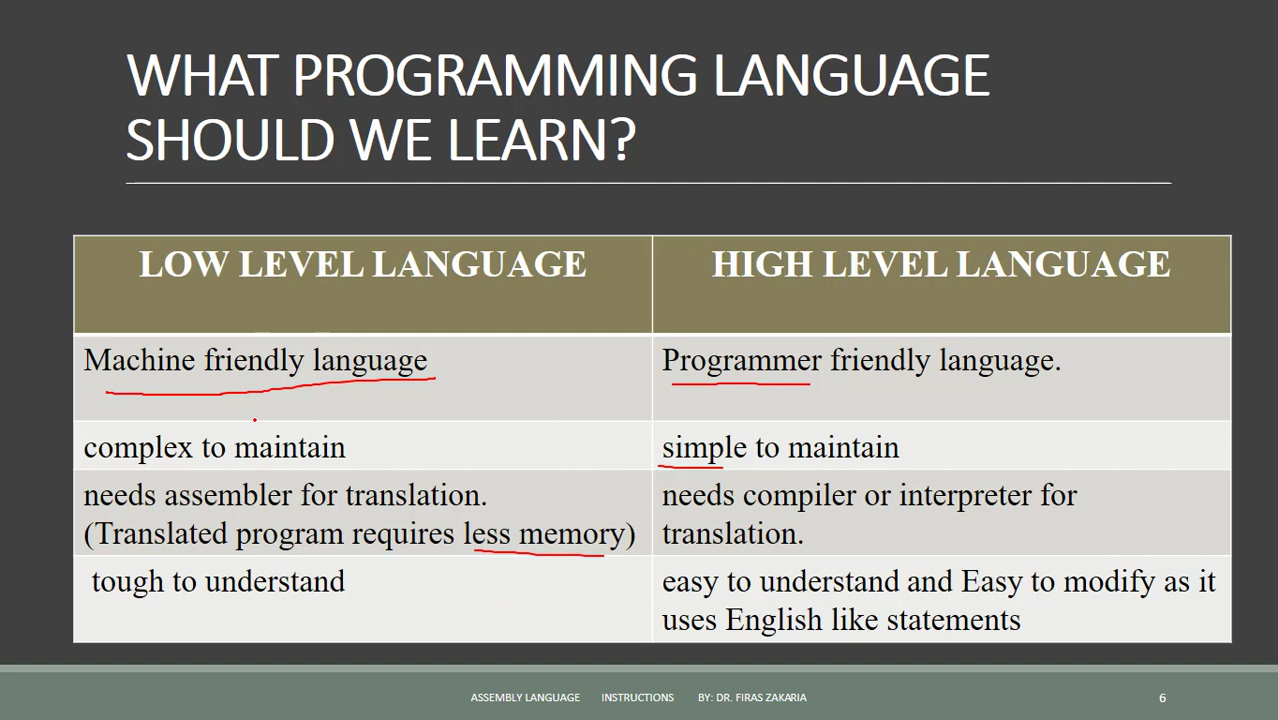 WHAT PROGRAMMING LANGUAGE
SHOULD WE LEARN?
LOW LEVEL LANGUAGE
HIGH LEVEL LANGUAGE
Machine friendly language
Programmer friendly language.
complex to maintain
simple to maintain
needs assembler for translation.
(Translated program requires less memory)
needs compiler or interpreter for
translation.
tough to understand
easy to understand and Easy to modify as it
uses English like statements
ASSEMBLY LANGUAGE INSTRUCTIONS BY: DR. FIRAS ZAKARIA
6